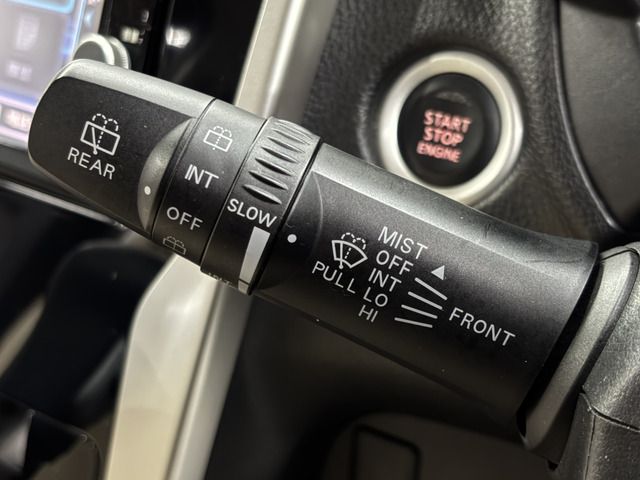 START
STOP
ENGINE
REAR
INT
OFF
SLOW
MIST
OFF
INT
PULL LO
HI
FRONT